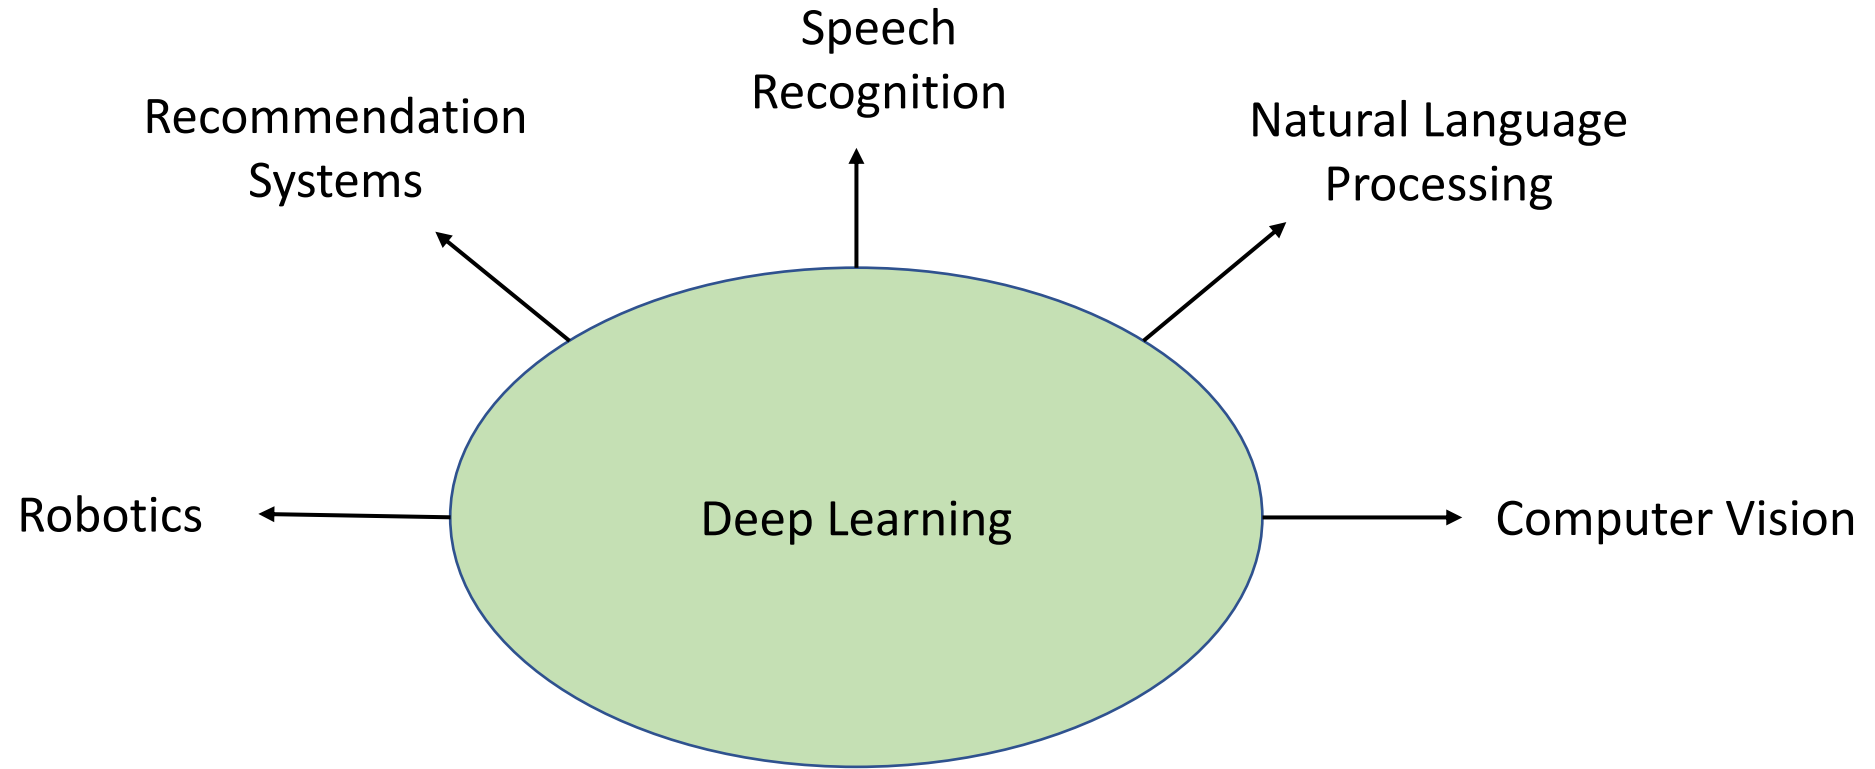 Speech
Recognition
Recommendation
Systems
Natural Language
Processing
Robotics
Deep Learning
Computer Vision